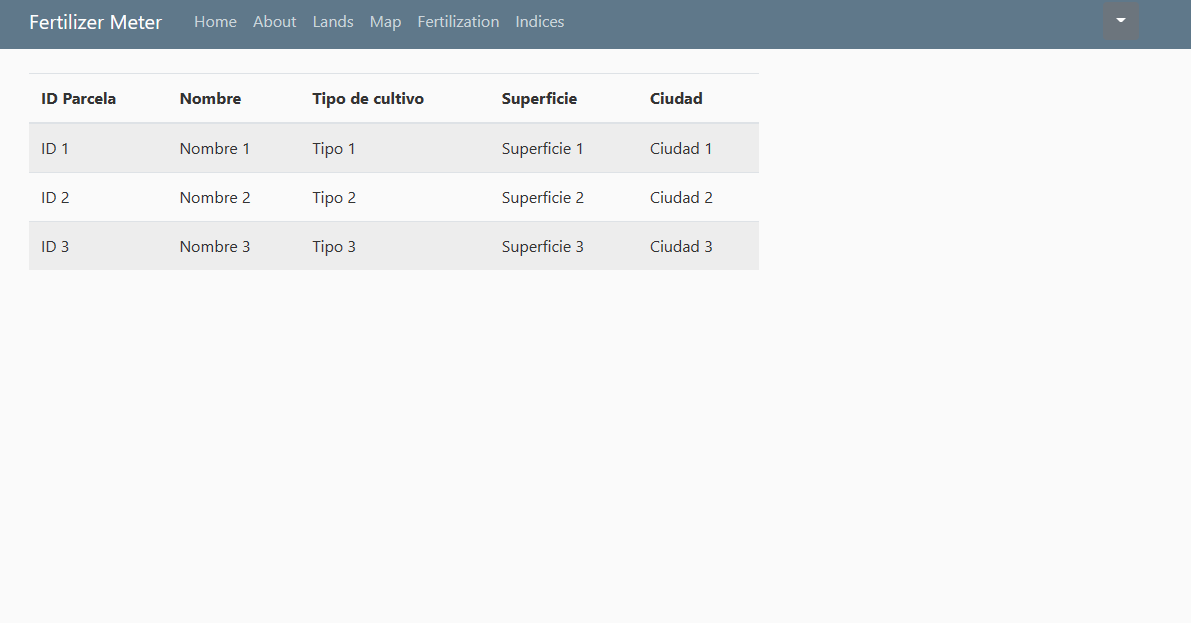 Fertilizer Meter Home About Lands Map Fertilization Indices
ID Parcela Nombre Tipo de cultivo Superficie Ciudad
ID 1 Nombre 1 Tipo 1 Superficie 1 Ciudad 1
ID 2 Nombre 2 Tipo 2 Superficie 2 Ciudad 2
ID 3 Nombre 3 Tipo 3 Superficie 3 Ciudad 3